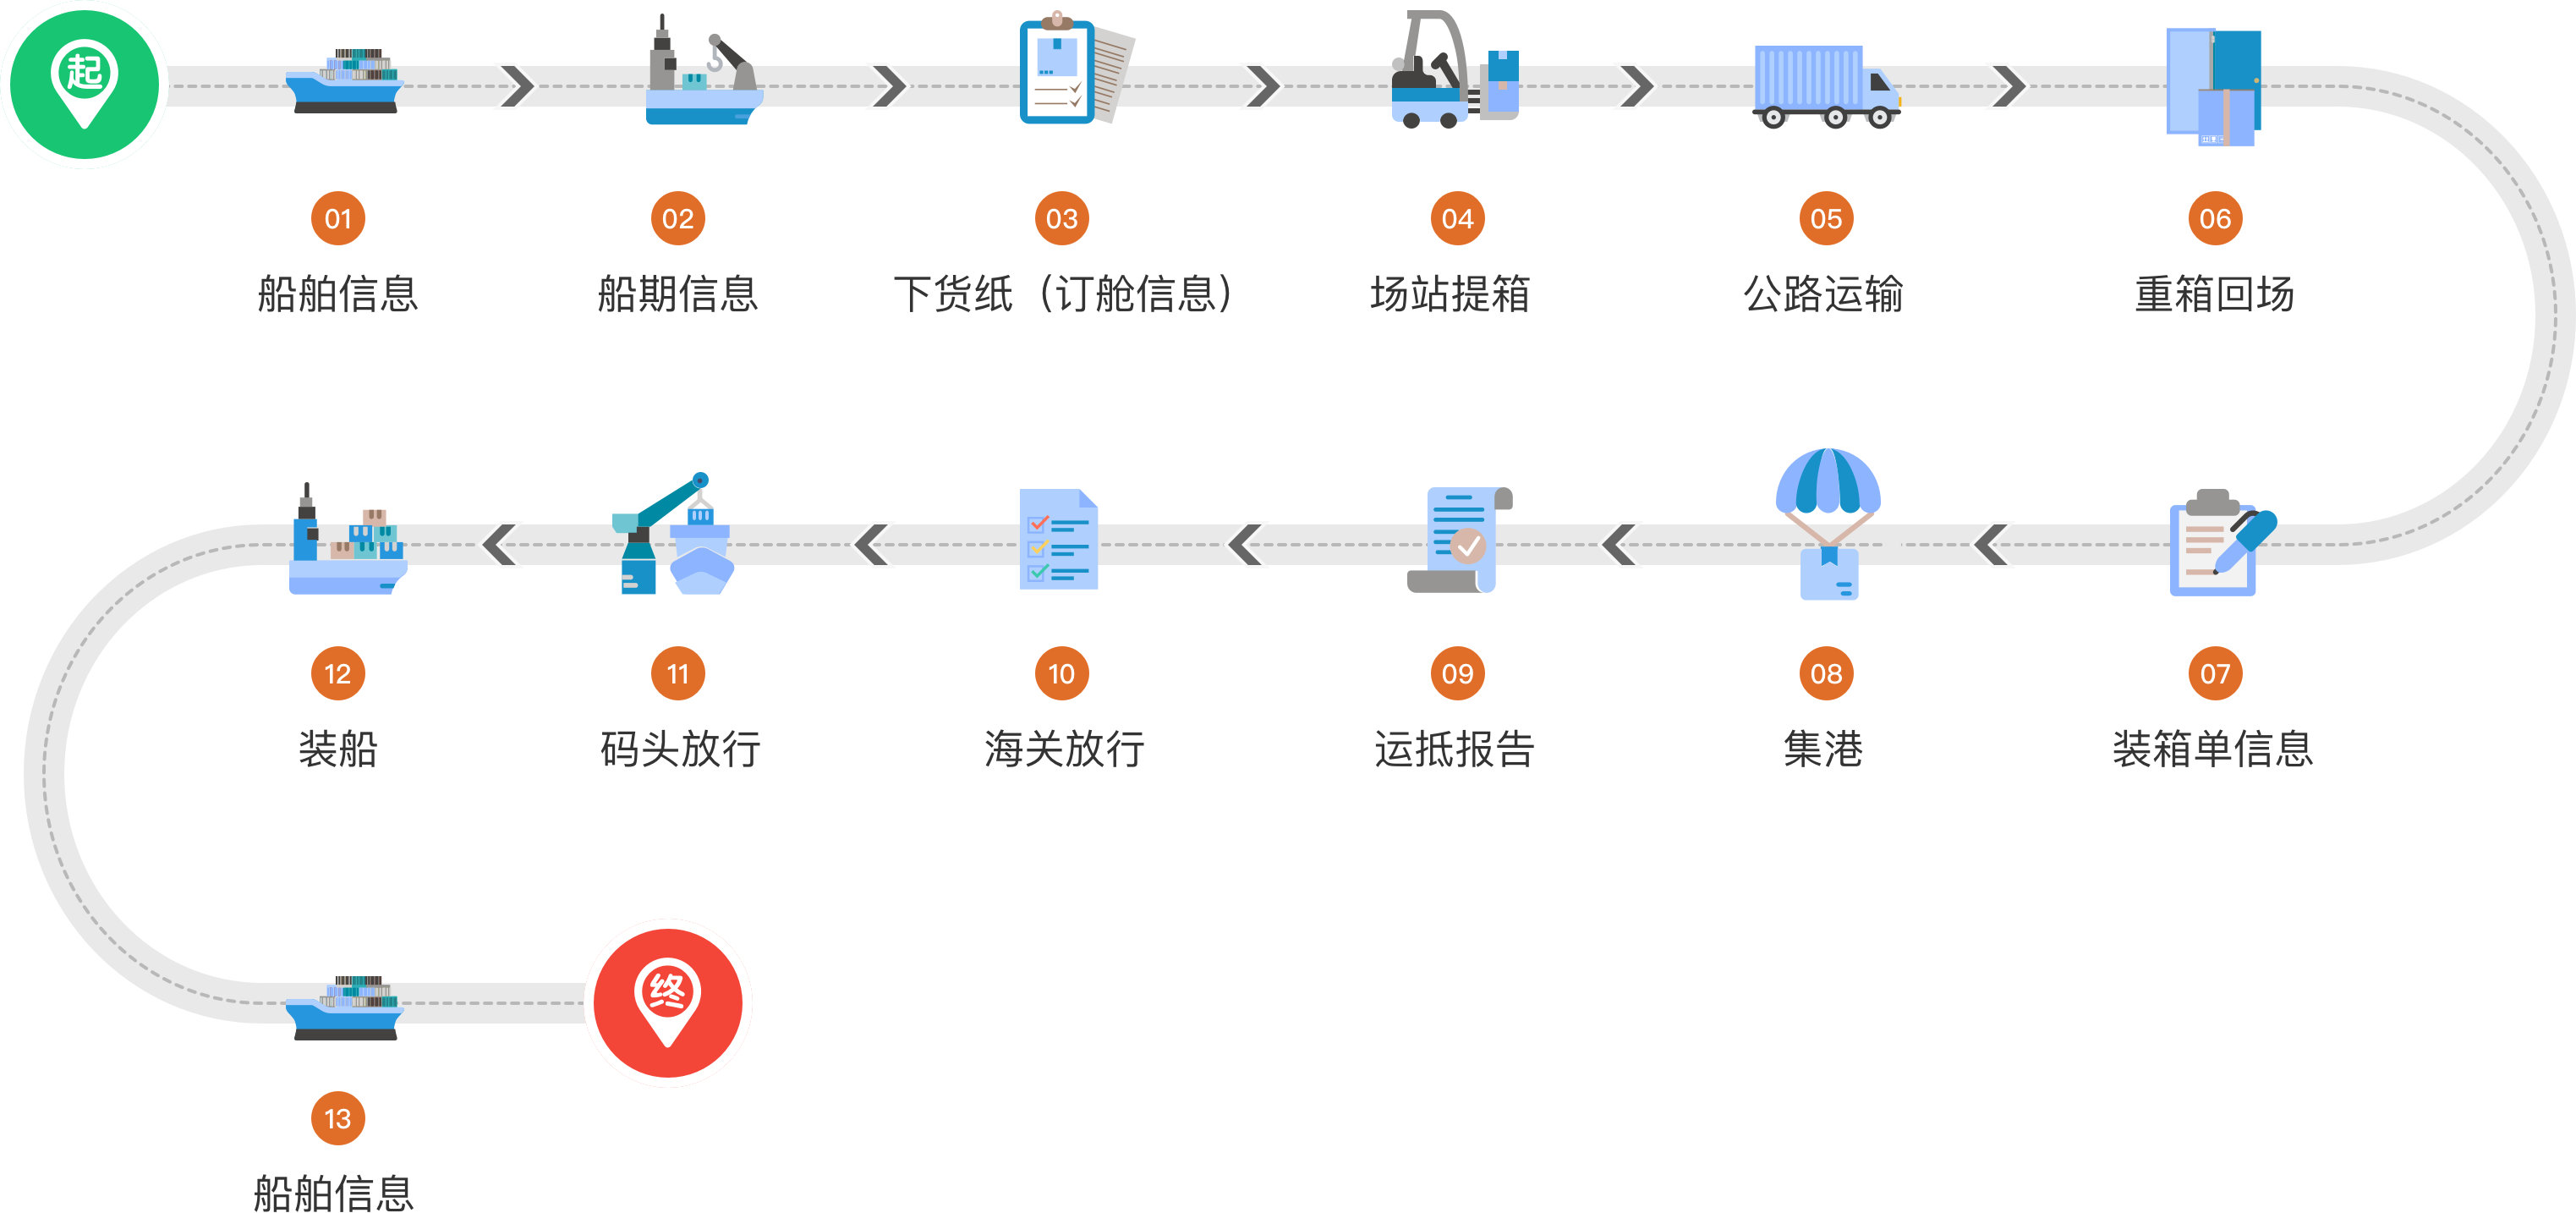 起
01
船舶信息
02
船期信息
03
下货纸（订舱信息）
04
场站提箱
05
公路运输
06
重箱回场
07
装箱单信息
08
集港
09
运抵报告
10
海关放行
11
码头放行
12
装船
13
船舶信息
终